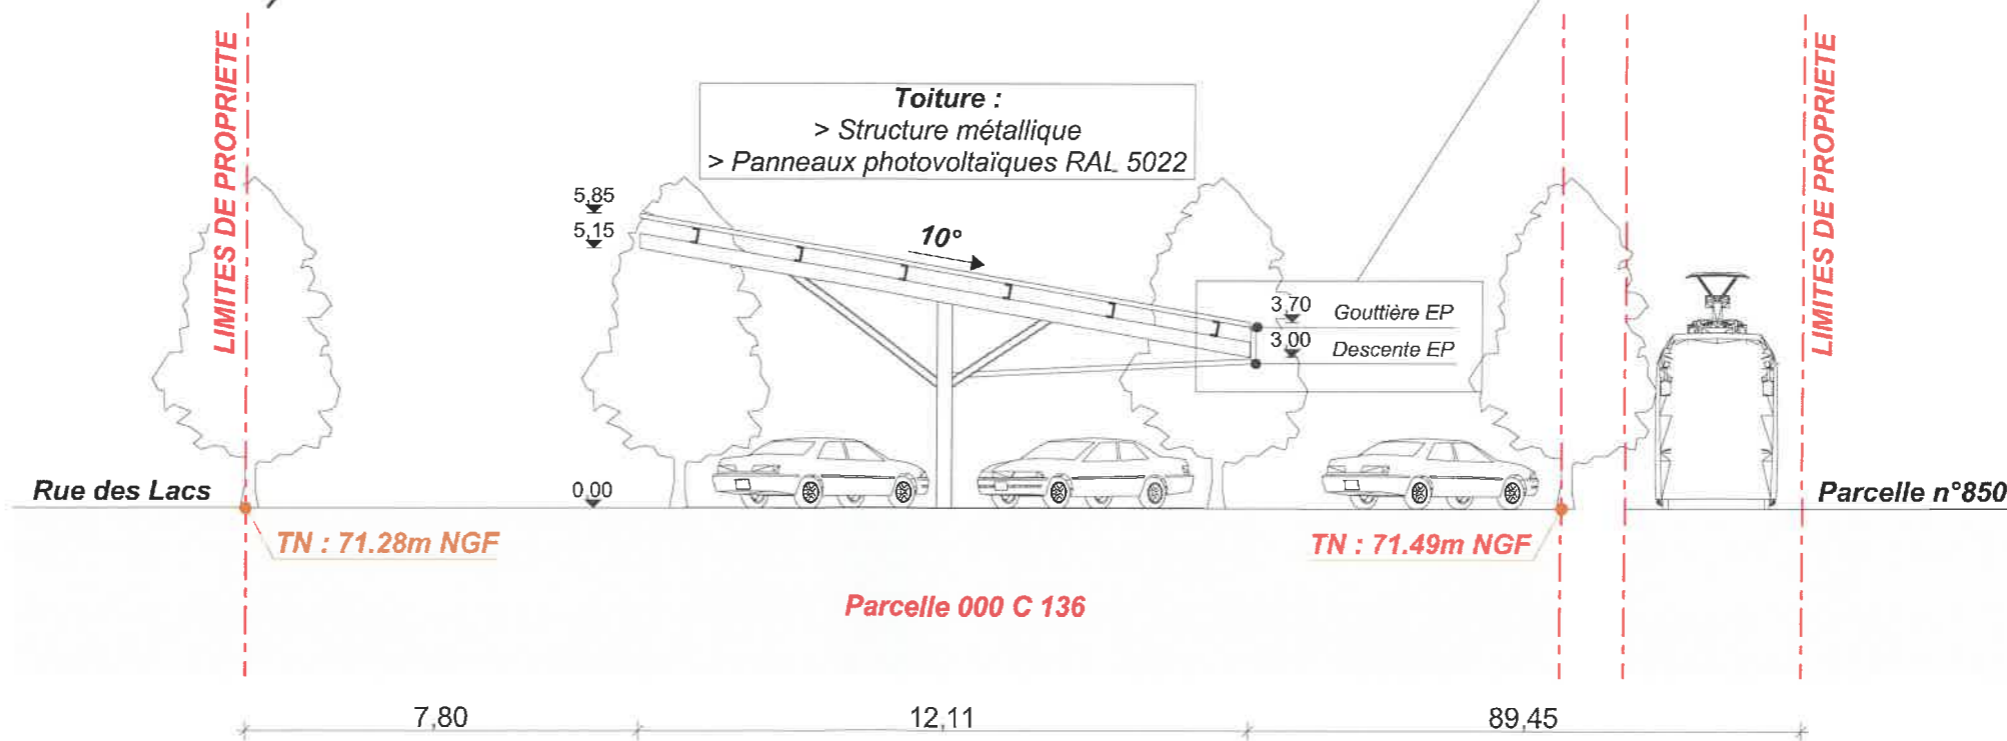 LIMITES DE PROPRIETE
Toiture :
> Structure métallique
> Panneaux photovoltaïques RAL 5022
LIMITES DE PROPRIETE
5,85
5,15
10°
3,70 Gouttière EP
3,00 Descente EP
Rue des Lacs
0,00
Parcelle n°850
TN : 71.28m NGF
TN : 71.49m NGF
Parcelle 000 C 136
7,80
12,11
89,45